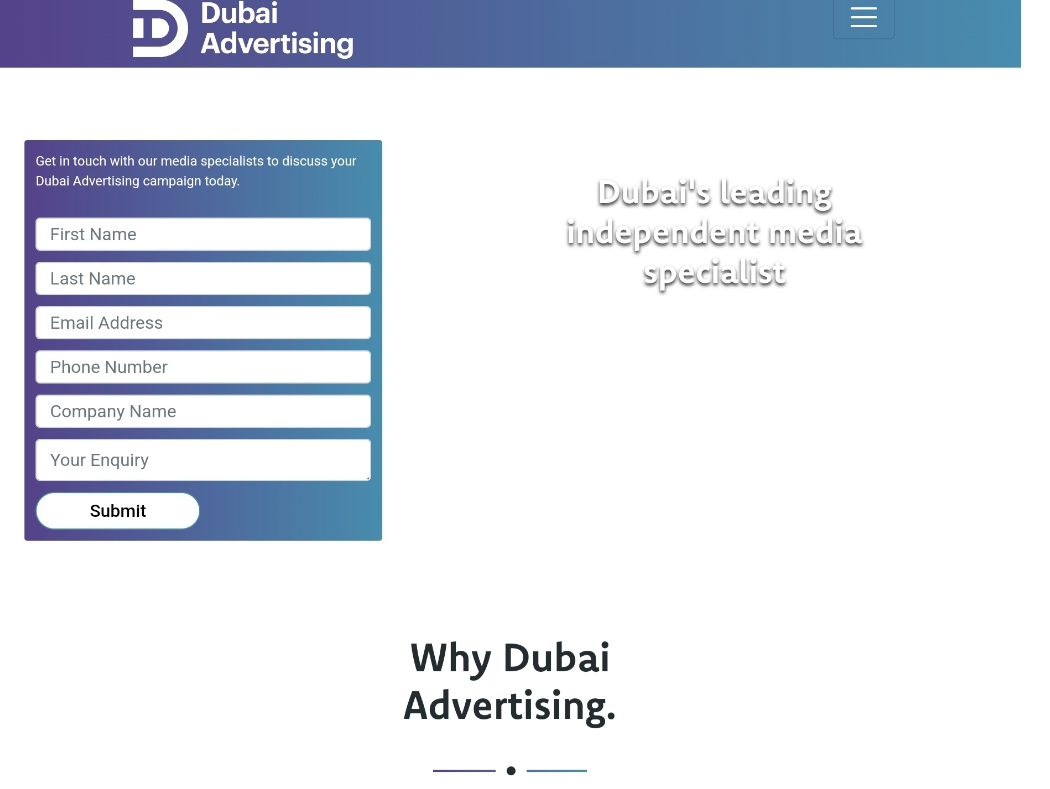 Dubai
Advertising
Get in touch with our media specialists to discuss your
Dubai Advertising campaign today.
First Name
Last Name
Email Address
Phone Number
Company Name
Your Enquiry
Submit
Dubai's leading
independent media
specialist
Why Dubai
Advertising.